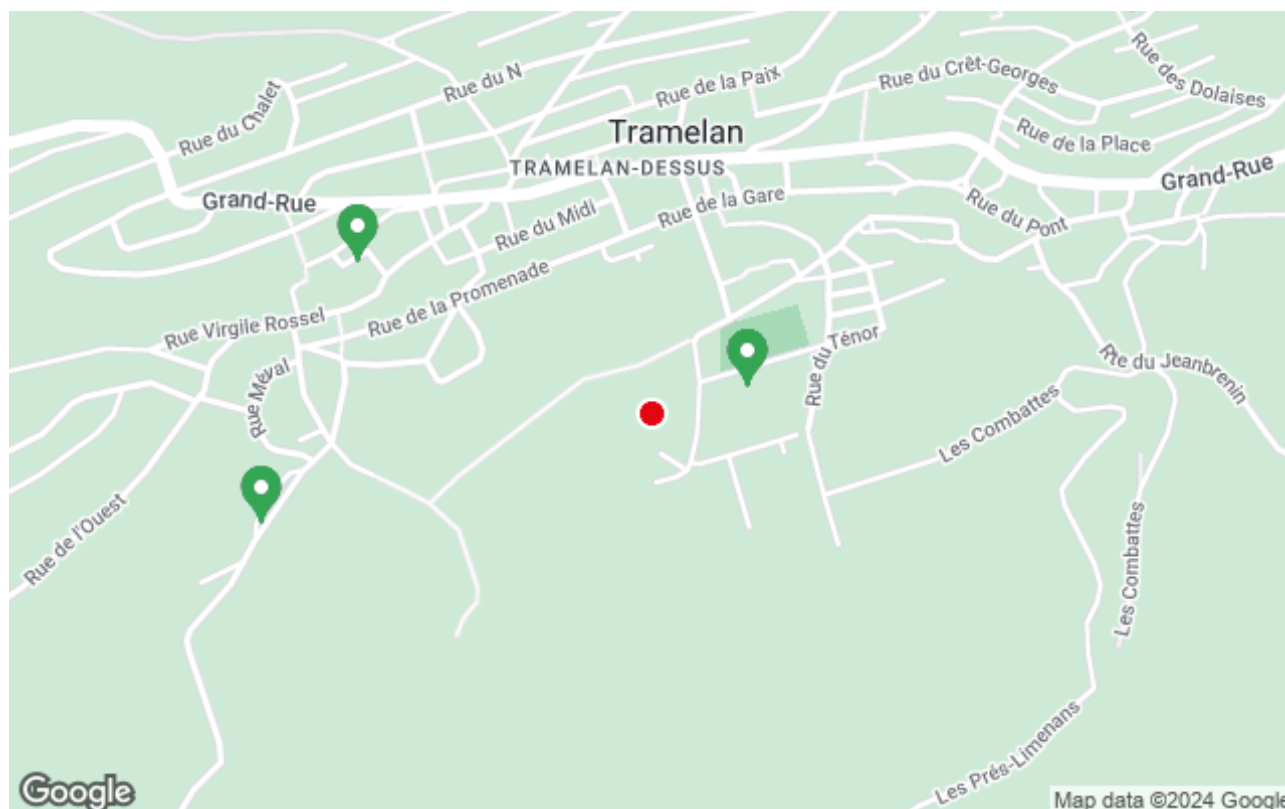 Rue du N
Rue de la Paix
Rue du Crêt-Georges
Rue des Dolaises
Rue du Chalet
Tramelan
Rue de la Place
TRAMELAN-DESSUS
Grand-Rue
Grand-Rue
Rue de la Gare
Rue du Midi
Rue du Pont
Rue de la Promenade
Rue Virgile Rossel
Rue du Ténor
Rte du Jeanbrenin
Rue Méval
Les Combattes
Rue de l'Ouest
Les Combattes
Les Prés-Limenans
Google
Map data ©2024 Google